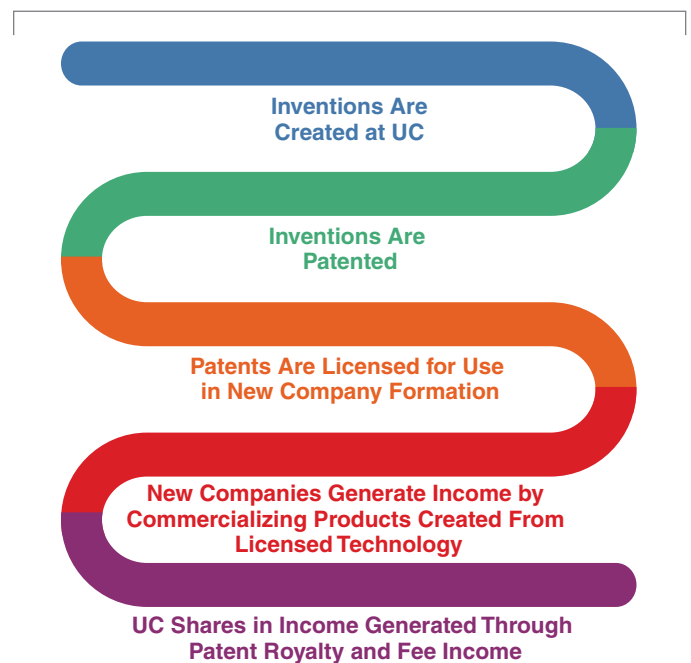 Inventions Are
Created at UC
Inventions Are
Patented
Patents Are Licensed for Use
in New Company Formation
New Companies Generate Income by
Commercializing Products Created From
Licensed Technology
UC Shares in Income Generated Through
Patent Royalty and Fee Income